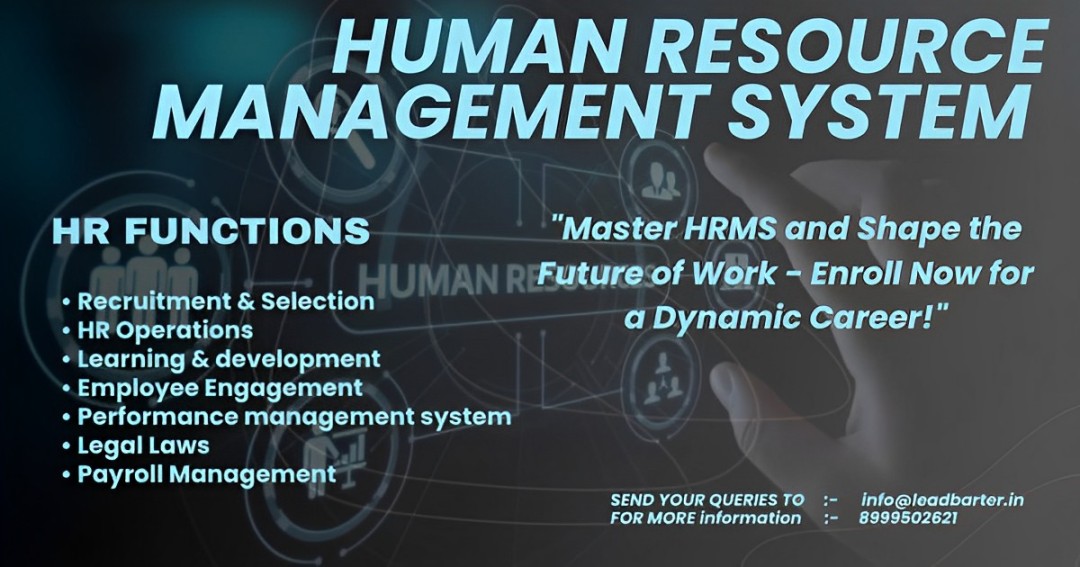 HUMAN RESOURCE
MANAGEMENT SYSTEM
HR FUNCTIONS
• Recruitment & Selection
• HR Operations
• Learning & development
• Employee Engagement
• Performance management system
• Legal Laws
• Payroll Management
HUMAN RESOURCES
"Master HRMS and Shape the
Future of Work - Enroll Now for
a Dynamic Career!"
SEND YOUR QUERIES TO :- info@leadbarter.in
FOR MORE information :- 8999502621